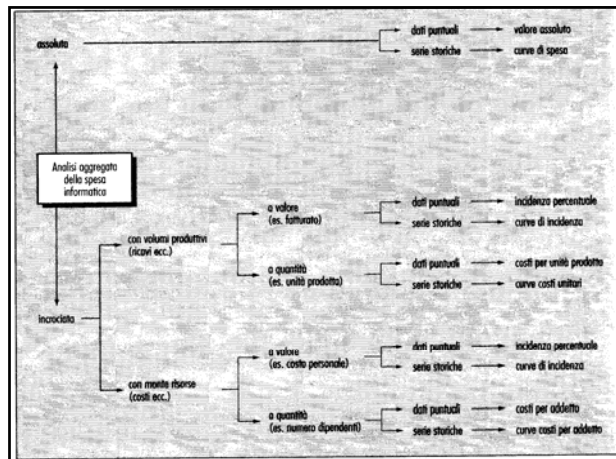 assoluta
dati puntuali
valore assoluto
serie storiche
curve di spesa
Analisi aggregata
della spesa
informatica
incrociata
con volumi produttivi
(ricavi ecc.)
a valore
(es. fatturato)
dati puntuali
incidenza percentuale
serie storiche
curve di incidenza
a quantità
(es. unità prodotta)
dati puntuali
costi per unità prodotta
serie storiche
curve costi unitari
con monte risorse
(costi ecc.)
a valore
(es. costo personale)
dati puntuali
incidenza percentuale
serie storiche
curve di incidenza
a quantità
(es. numero dipendenti)
dati puntuali
costi per addetto
serie storiche
curve costi per addetto